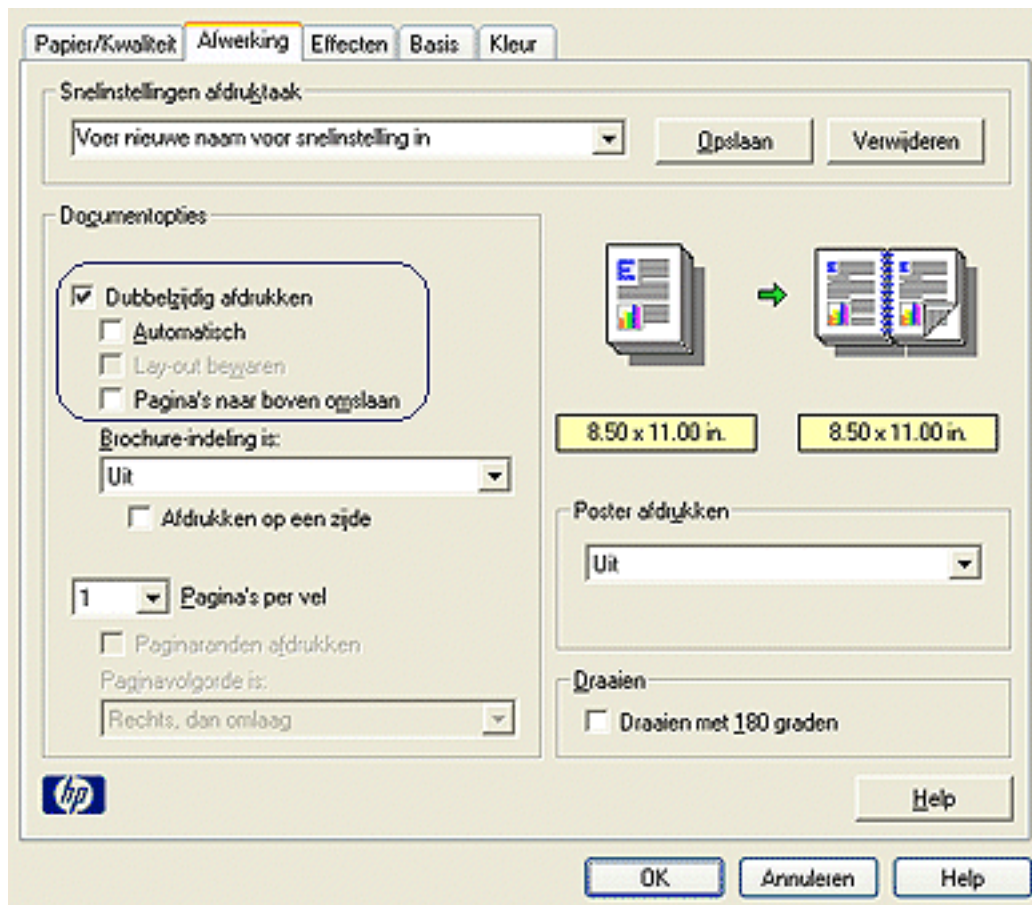 Papier/Kwaliteit Afwerking Effecten Basis Kleur
Snelinstellingen afdruktaak
Voer nieuwe naam voor snelinstelling in Opslaan Verwijderen
Documentopties
Dubbelzijdig afdrukken
Automatisch
Lay-out bewaren
Pagina's naar boven omslaan
Brochure-indeling is:
Uit
Afdrukken op een zijde
1 Pagina's per vel
Paginaranden afdrukken
Paginavolgorde is:
Rechts, dan omlaag
8.50 x 11.00 in. 8.50 x 11.00 in.
Poster afdrukken
Uit
Draaien
Draaien met 180 graden
hp
Help
OK Annuleren Help